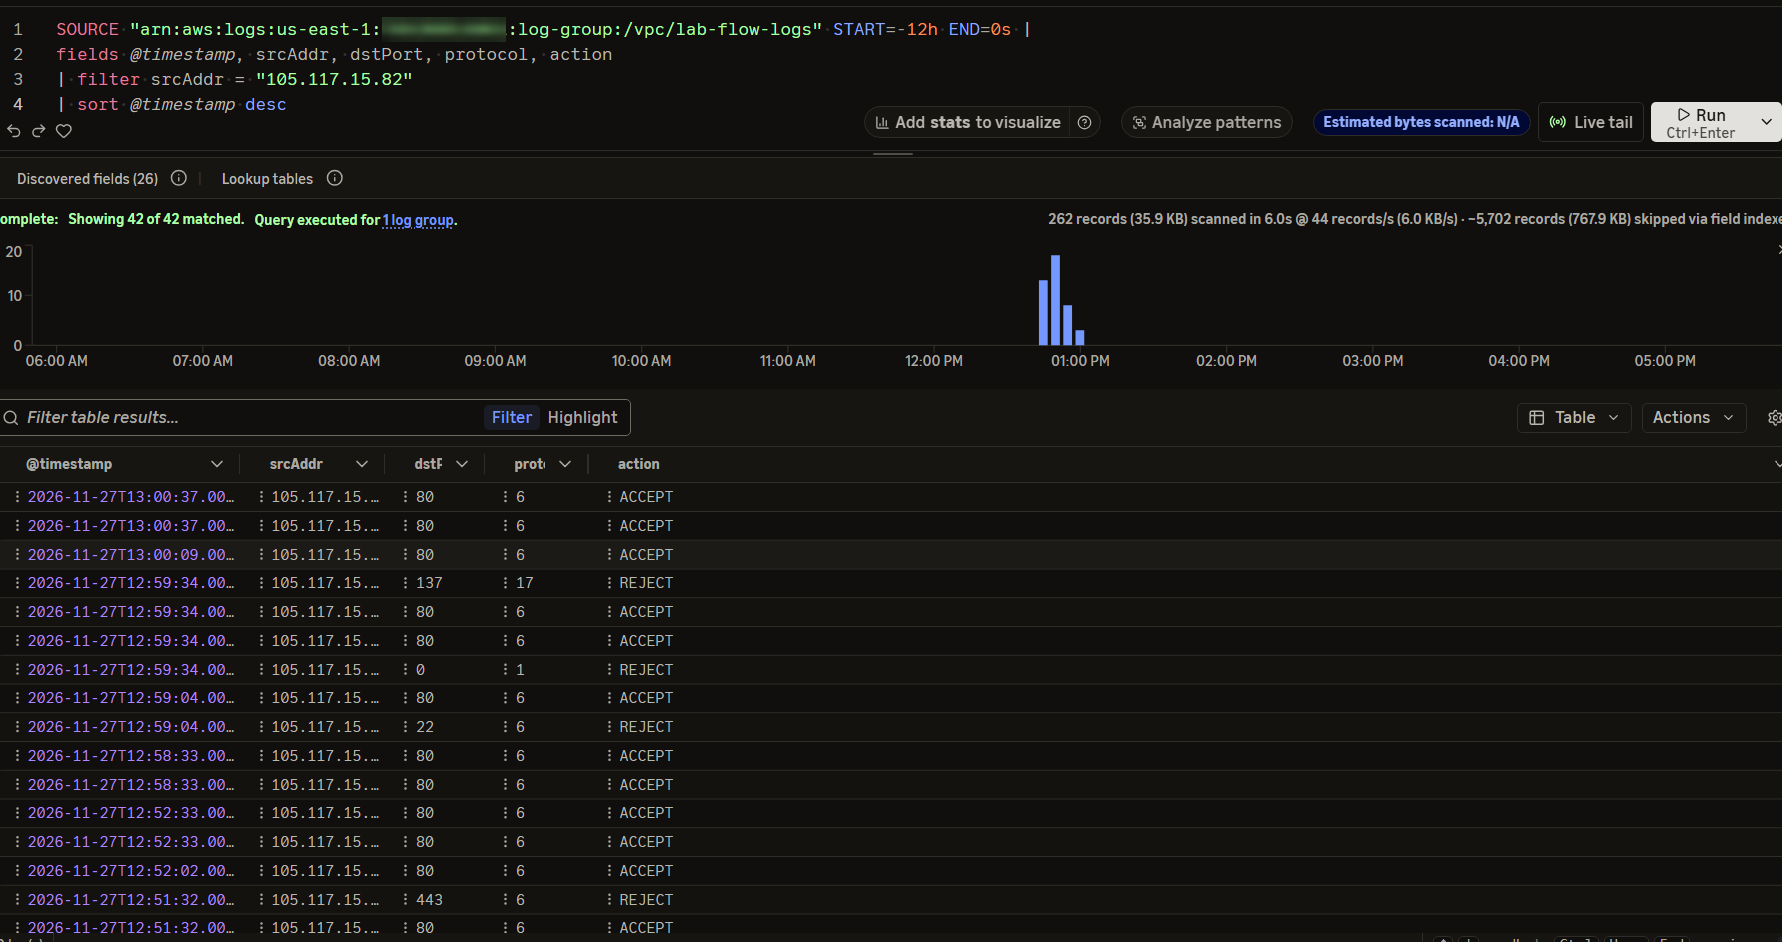 1 SOURCE "arn:aws:logs:us-east-1: :log-group:/vpc/lab-flow-logs" START=-12h END=0s |
2 fields @timestamp, srcAddr, dstPort, protocol, action
3 | filter srcAddr = "105.117.15.82"
4 | sort @timestamp desc
Add stats to visualize
Analyze patterns
Estimated bytes scanned: N/A
Live tail
Run
Ctrl+Enter
Discovered fields (26)
Lookup tables
omplete: Showing 42 of 42 matched. Query executed for 1 log group.
262 records (35.9 KB) scanned in 6.0s @ 44 records/s (6.0 KB/s) · ~5,702 records (767.9 KB) skipped via field indexe
20
10
0
06:00 AM 07:00 AM 08:00 AM 09:00 AM 10:00 AM 11:00 AM 12:00 PM 01:00 PM 02:00 PM 03:00 PM 04:00 PM 05:00 PM
Filter table results...
Filter
Highlight
Table
Actions
@timestamp srcAddr dstP proto action
2026-11-27T13:00:37.00… 105.117.15.… 80 6 ACCEPT
2026-11-27T13:00:37.00… 105.117.15.… 80 6 ACCEPT
2026-11-27T13:00:09.00… 105.117.15.… 80 6 ACCEPT
2026-11-27T12:59:34.00… 105.117.15.… 137 17 REJECT
2026-11-27T12:59:34.00… 105.117.15.… 80 6 ACCEPT
2026-11-27T12:59:34.00… 105.117.15.… 80 6 ACCEPT
2026-11-27T12:59:34.00… 105.117.15.… 0 1 REJECT
2026-11-27T12:59:04.00… 105.117.15.… 80 6 ACCEPT
2026-11-27T12:59:04.00… 105.117.15.… 22 6 REJECT
2026-11-27T12:58:33.00… 105.117.15.… 80 6 ACCEPT
2026-11-27T12:58:33.00… 105.117.15.… 80 6 ACCEPT
2026-11-27T12:52:33.00… 105.117.15.… 80 6 ACCEPT
2026-11-27T12:52:33.00… 105.117.15.… 80 6 ACCEPT
2026-11-27T12:52:02.00… 105.117.15.… 80 6 ACCEPT
2026-11-27T12:51:32.00… 105.117.15.… 443 6 REJECT
2026-11-27T12:51:32.00… 105.117.15.… 80 6 ACCEPT